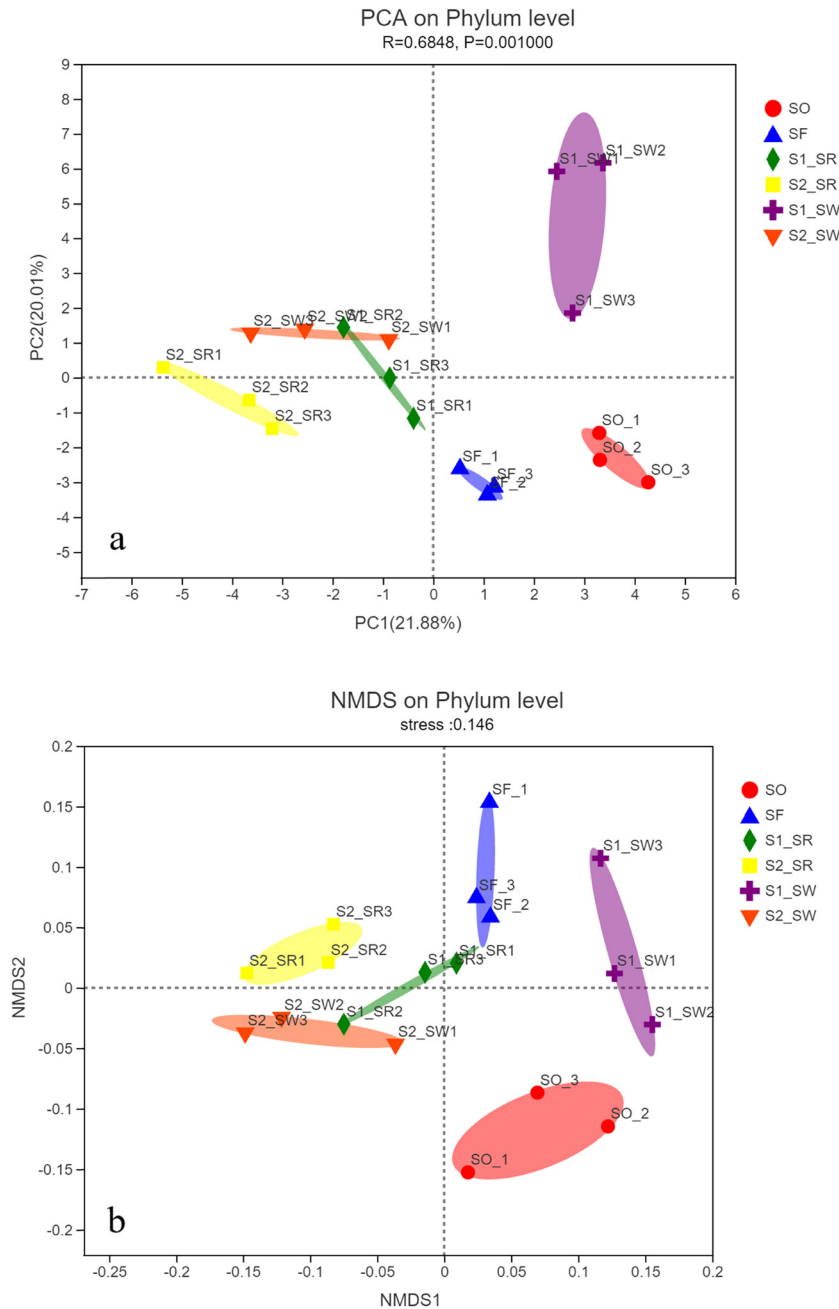 PCA on Phylum level
R=0.6848, P=0.001000
9
8
7
6
5
4
3
2
1
0
-1
-2
-3
-4
-5
PC2(20.01%)
S1_SW1
S1_SW2
S1_SW3
S2_SW3
S2_SW1
S1_SR2
S2_SW1
S2_SR1
S2_SR2
S2_SR3
S1_SR3
S1_SR1
SF_1
SF_3
SF_2
SO_1
SO_2
SO_3
a
-7 -6 -5 -4 -3 -2 -1 0 1 2 3 4 5 6
PC1(21.88%)
SO
SF
S1_SR
S2_SR
S1_SW
S2_SW
NMDS on Phylum level
stress :0.146
0.2
0.15
0.1
0.05
0
-0.05
-0.1
-0.15
-0.2
NMDS2
SF_1
SF_3
SF_2
S1_SW3
S1_SW1
S1_SW2
S2_SR3
S2_SR2
S2_SR1
S1_SR1
S1_SR3
S1_SR2
S2_SW2
S2_SW3
S2_SW1
SO_3
SO_2
SO_1
b
-0.25 -0.2 -0.15 -0.1 -0.05 0 0.05 0.1 0.15 0.2
NMDS1
SO
SF
S1_SR
S2_SR
S1_SW
S2_SW